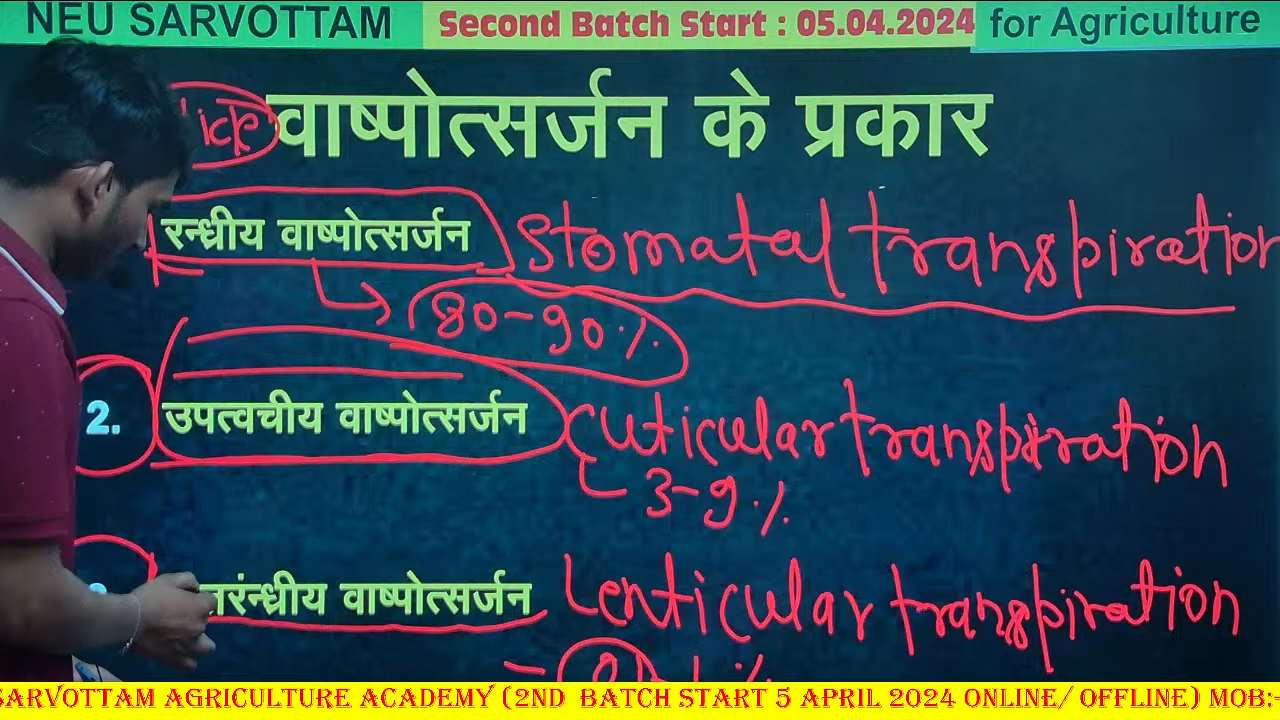 NEU SARVOTTAM Second Batch Start : 05.04.2024 for Agriculture
वाष्पोत्सर्जन के प्रकार
रन्ध्रीय वाष्पोत्सर्जन Stomatal transpiration
80-90%
2. उपत्वचीय वाष्पोत्सर्जन Cuticular transpiration
3-9%
वाष्पोत्सर्जन Lenticular transpiration
SARVOTTAM AGRICULTURE ACADEMY (2ND BATCH START 5 APRIL 2024 ONLINE/ OFFLINE) MOB:-